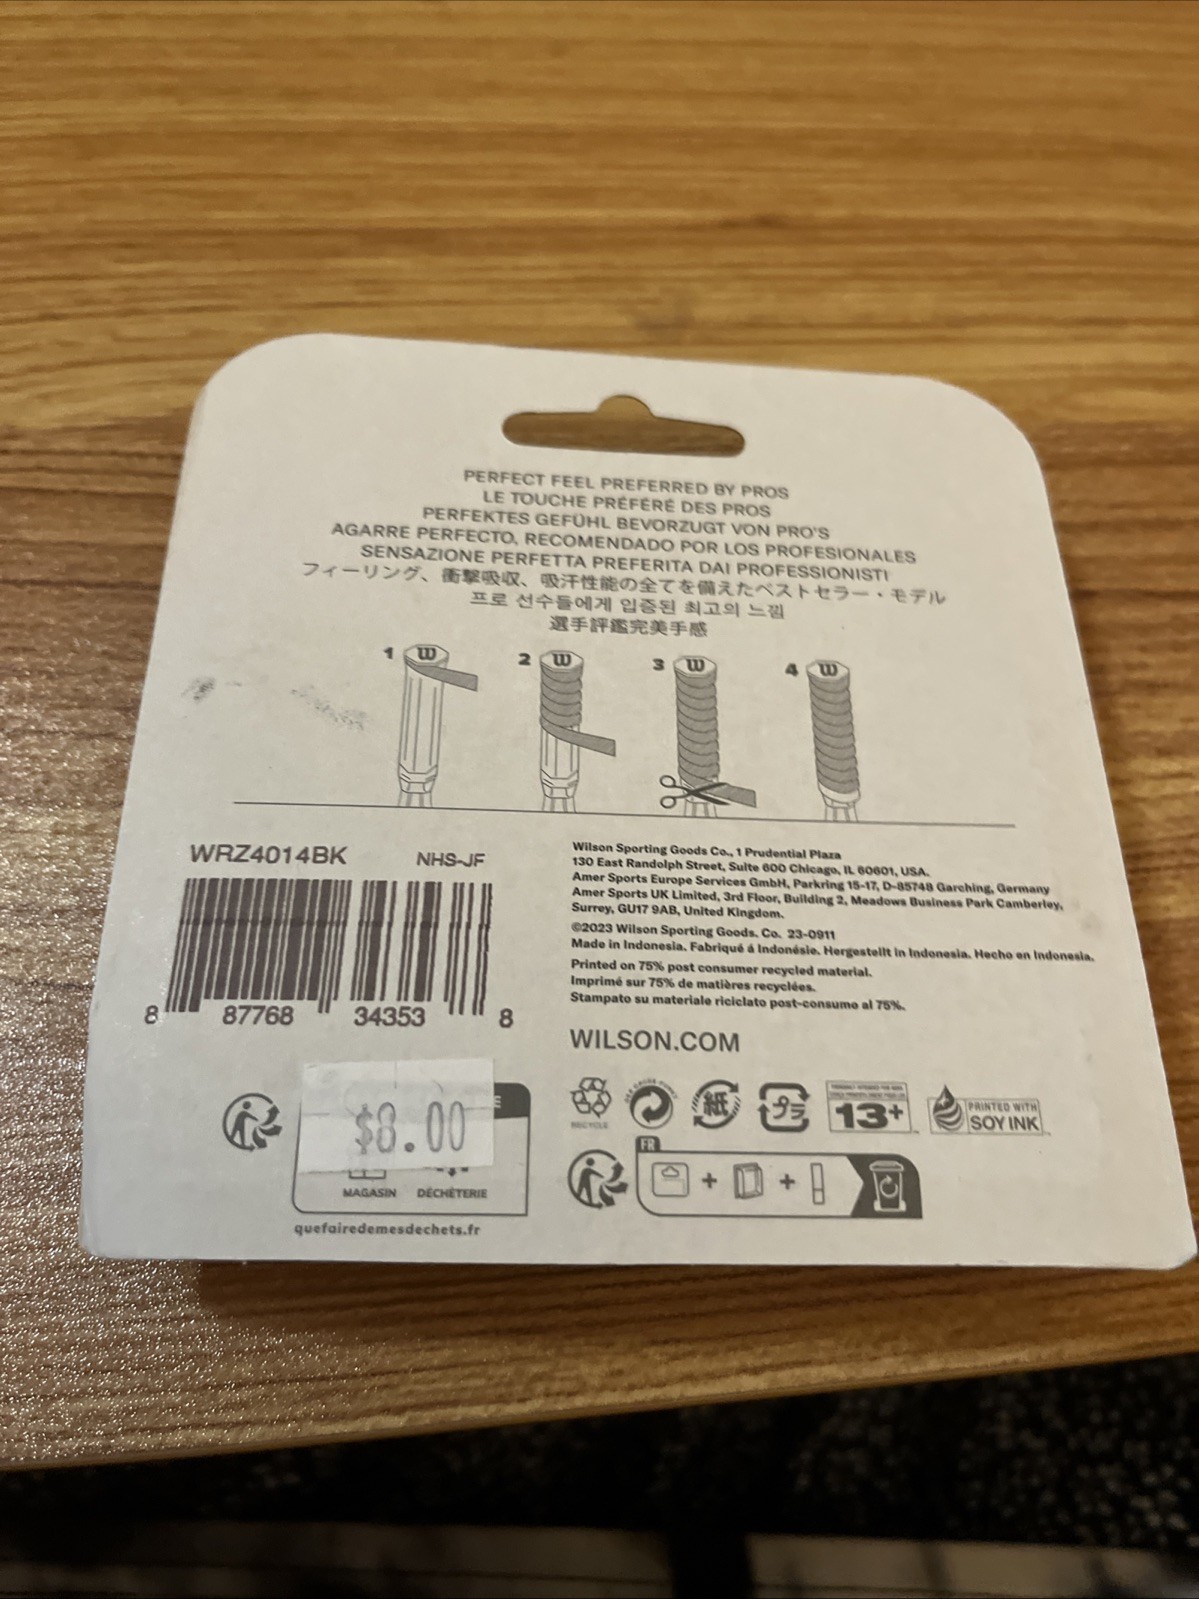 PERFECT FEEL PREFERRED BY PROS
LE TOUCHE PRÉFÉRÉ DES PROS
PERFEKTES GEFÜHL BEVORZUGT VON PRO'S
AGARRE PERFECTO, RECOMENDADO POR LOS PROFESIONALES
SENSAZIONE PERFETTA PREFERITA DAI PROFESSIONISTI
フィーリング、衝撃吸収、吸汗性能の全てを備えたベストセラー・モデル
프로 선수들에게 입증된 최고의 느낌
選手評鑑完美手感
1 W 2 W 3 W 4 W
WRZ4014BK NHS-JF
8 87768 34353 8
Wilson Sporting Goods Co., 1 Prudential Plaza
130 East Randolph Street, Suite 600 Chicago, IL 60601, USA.
Amer Sports Europe Services GmbH, Parkring 15-17, D-85748 Garching, Germany
Amer Sports UK Limited, 3rd Floor, Building 2, Meadows Business Park Camberley,
Surrey, GU17 9AB, United Kingdom.
©2023 Wilson Sporting Goods. Co. 23-0911
Made in Indonesia. Fabriqué á Indonésie. Hergestellt in Indonesia. Hecho en Indonesia.
Printed on 75% post consumer recycled material.
Imprimé sur 75% de matières recyclées.
Stampato su materiale riciclato post-consumo al 75%.
WILSON.COM
RECYCLE
紙
プラ
13+
PRINTED WITH
SOY INK
FR
$8.00
E
MAGASIN DÉCHÈTERIE
quefairedemesdechets.fr